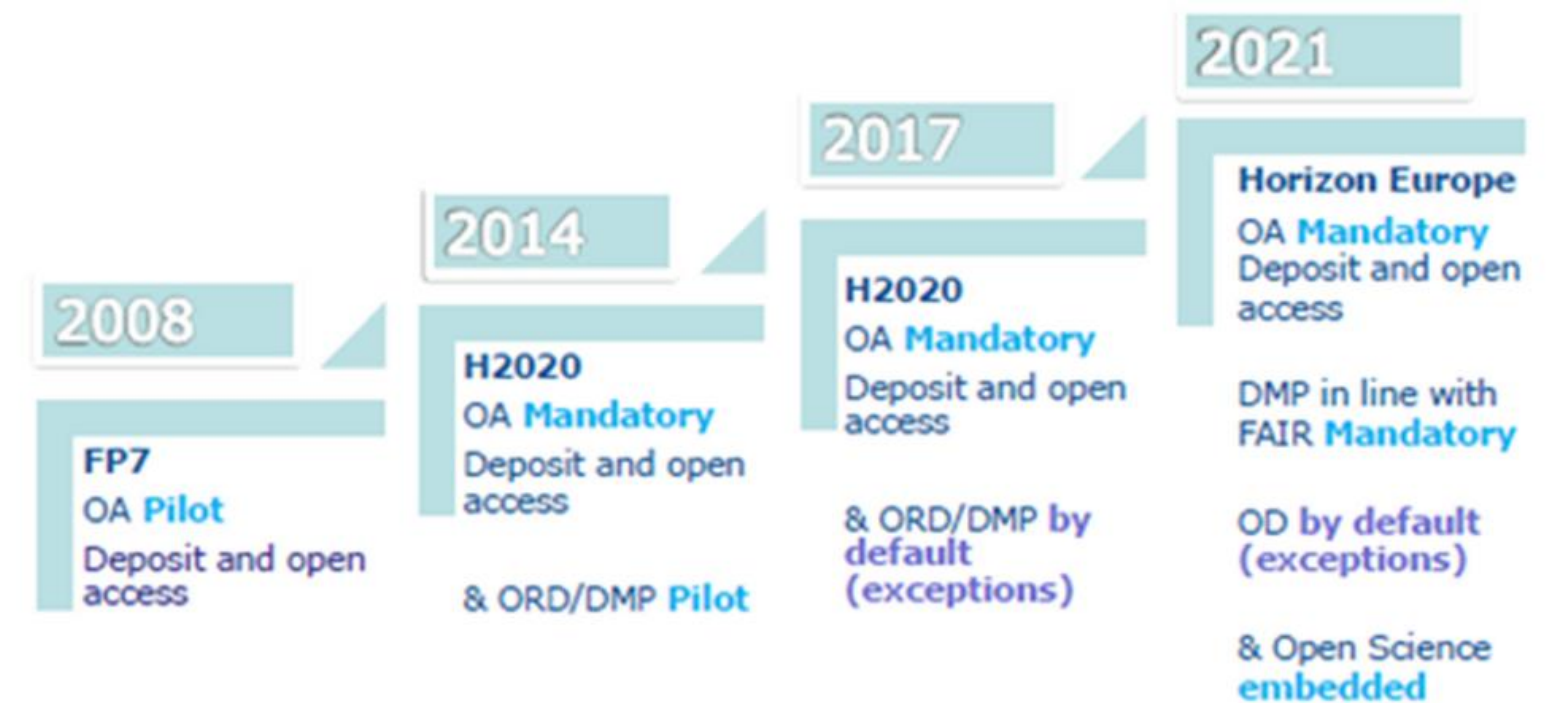 2008
FP7
OA Pilot
Deposit and open
access
2014
H2020
OA Mandatory
Deposit and open
access
& ORD/DMP Pilot
2017
H2020
OA Mandatory
Deposit and open
access
& ORD/DMP by
default
(exceptions)
2021
Horizon Europe
OA Mandatory
Deposit and open
access
DMP in line with
FAIR Mandatory
OD by default
(exceptions)
& Open Science
embedded